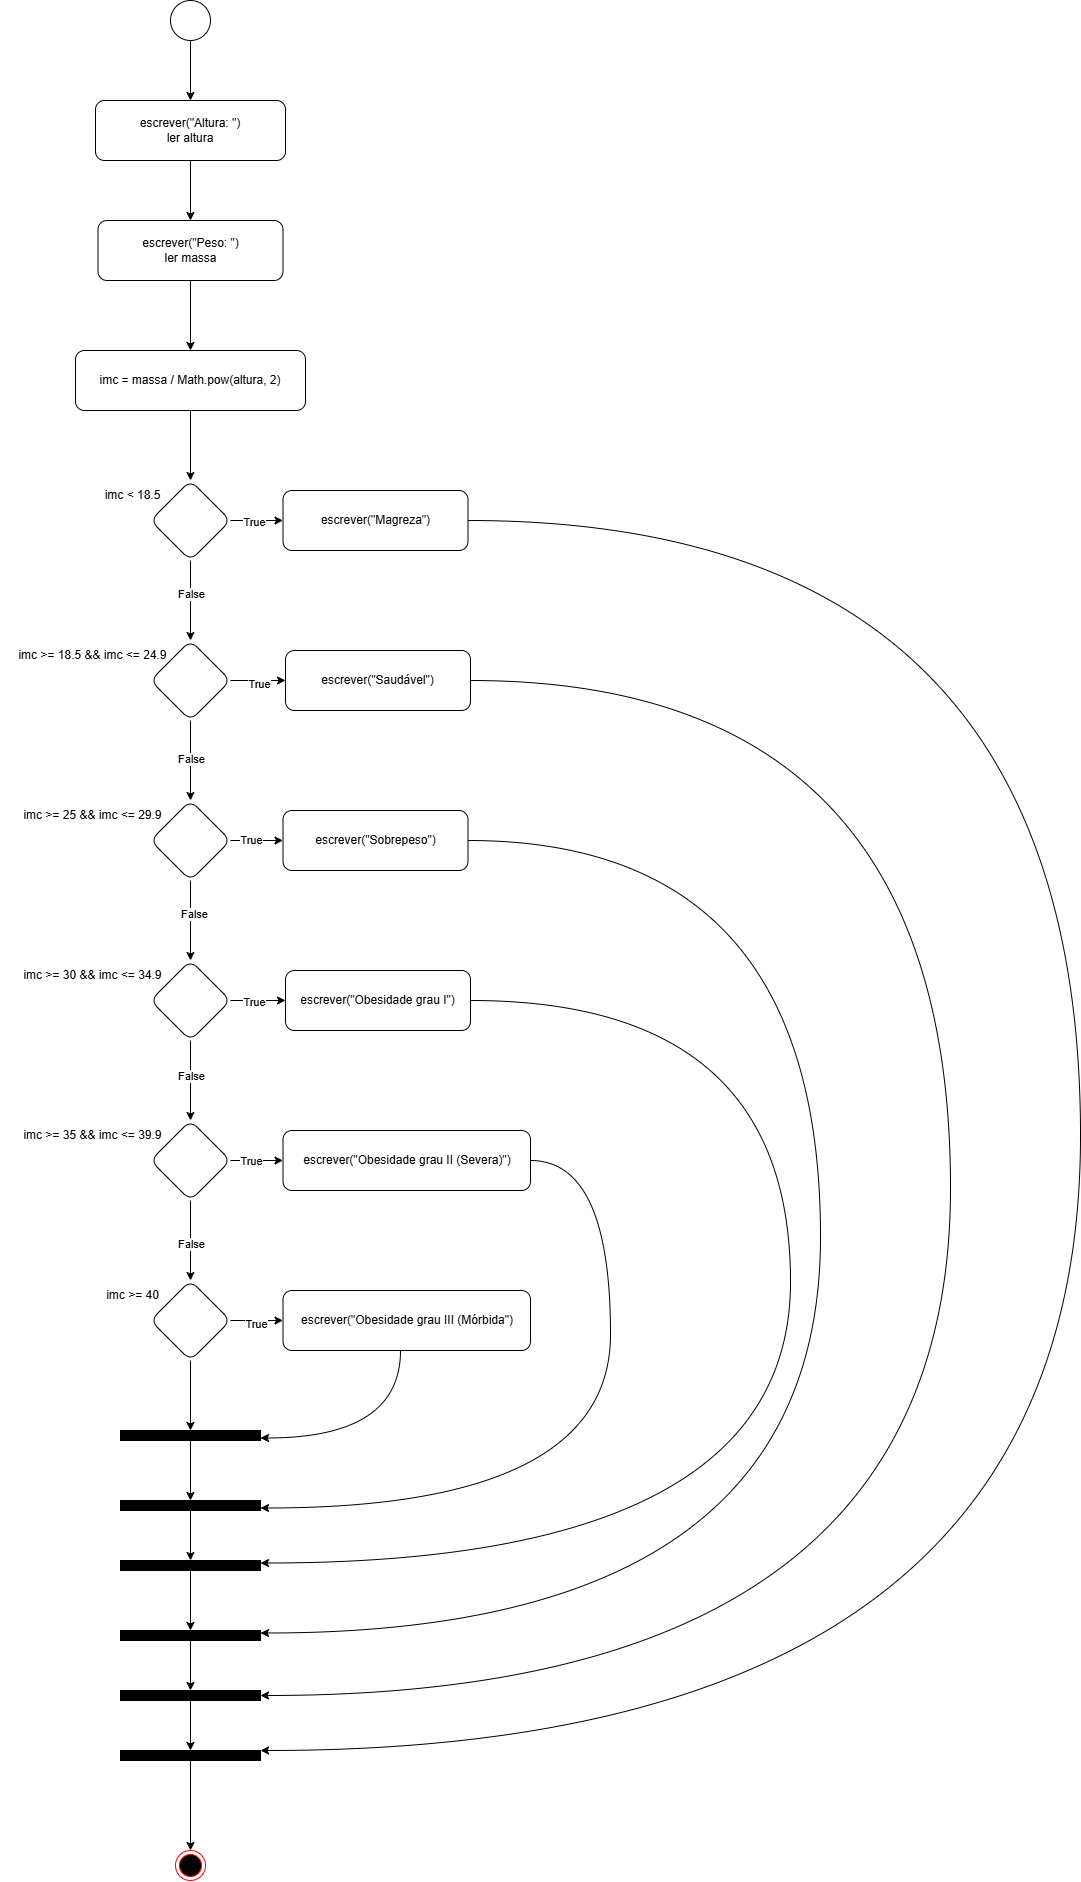 escrever("Altura: ")
ler altura
escrever("Peso: ")
ler massa
imc = massa / Math.pow(altura, 2)
imc < 18.5
True
escrever("Magreza")
False
imc >= 18.5 && imc <= 24.9
True
escrever("Saudável")
False
imc >= 25 && imc <= 29.9
True
escrever("Sobrepeso")
False
imc >= 30 && imc <= 34.9
True
escrever("Obesidade grau I")
False
imc >= 35 && imc <= 39.9
True
escrever("Obesidade grau II (Severa)")
False
imc >= 40
True
escrever("Obesidade grau III (Mórbida")